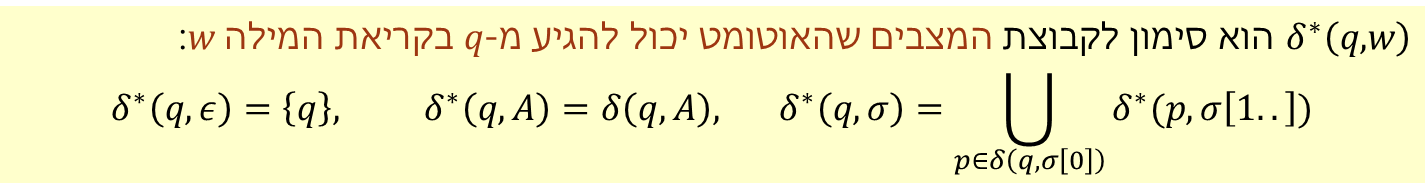 δ*(q,w) הוא סימון לקבוצת המצבים שהאוטומט יכול להגיע מ-q בקריאת המילה w:
δ*(q, ϵ) = {q}, δ*(q, A) = δ(q, A), δ*(q, σ) = ⋃ δ*(p, σ[1..])
p∈δ(q,σ[0])